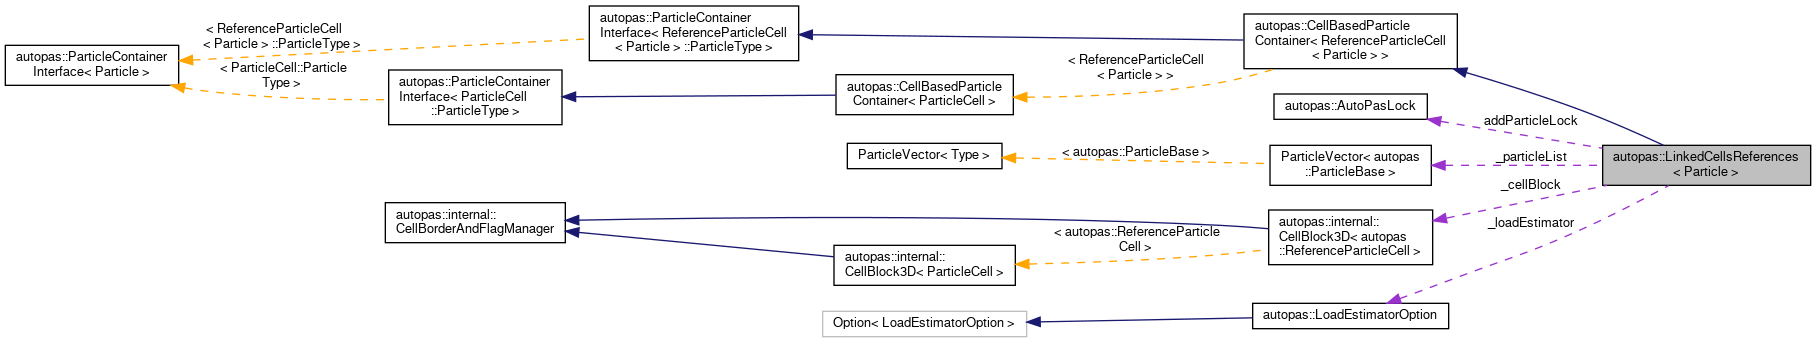 autopas::ParticleContainer
Interface< Particle >
< ReferenceParticleCell
< Particle > ::ParticleType >
< ParticleCell::Particle
Type >
autopas::ParticleContainer
Interface< ReferenceParticleCell
< Particle > ::ParticleType >
autopas::ParticleContainer
Interface< ParticleCell
::ParticleType >
autopas::CellBasedParticle
Container< ParticleCell >
< ReferenceParticleCell
< Particle > >
autopas::CellBasedParticle
Container< ReferenceParticleCell
< Particle > >
autopas::AutoPasLock
addParticleLock
ParticleVector< Type >
< autopas::ParticleBase >
ParticleVector< autopas
::ParticleBase >
_particleList
autopas::LinkedCellsReferences
< Particle >
_cellBlock
_loadEstimator
autopas::internal::
CellBorderAndFlagManager
autopas::internal::
CellBlock3D< ParticleCell >
< autopas::ReferenceParticle
Cell >
autopas::internal::
CellBlock3D< autopas
::ReferenceParticleCell >
Option< LoadEstimatorOption >
autopas::LoadEstimatorOption